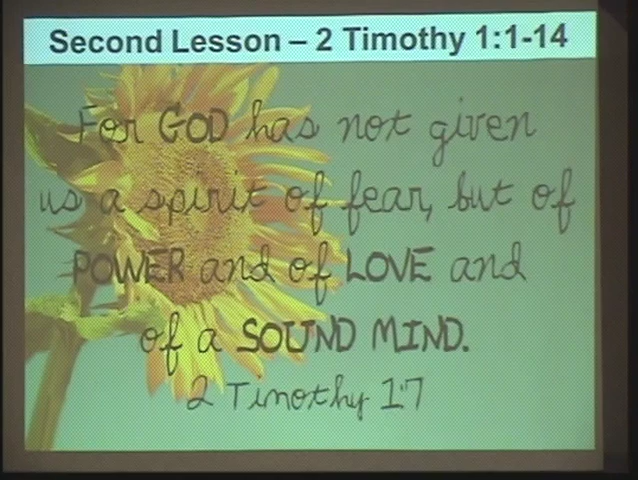 Second Lesson – 2 Timothy 1:1-14
For GOD has not given
us a spirit of fear, but of
POWER and of LOVE and
of a SOUND MIND.
2 Timothy 1:7